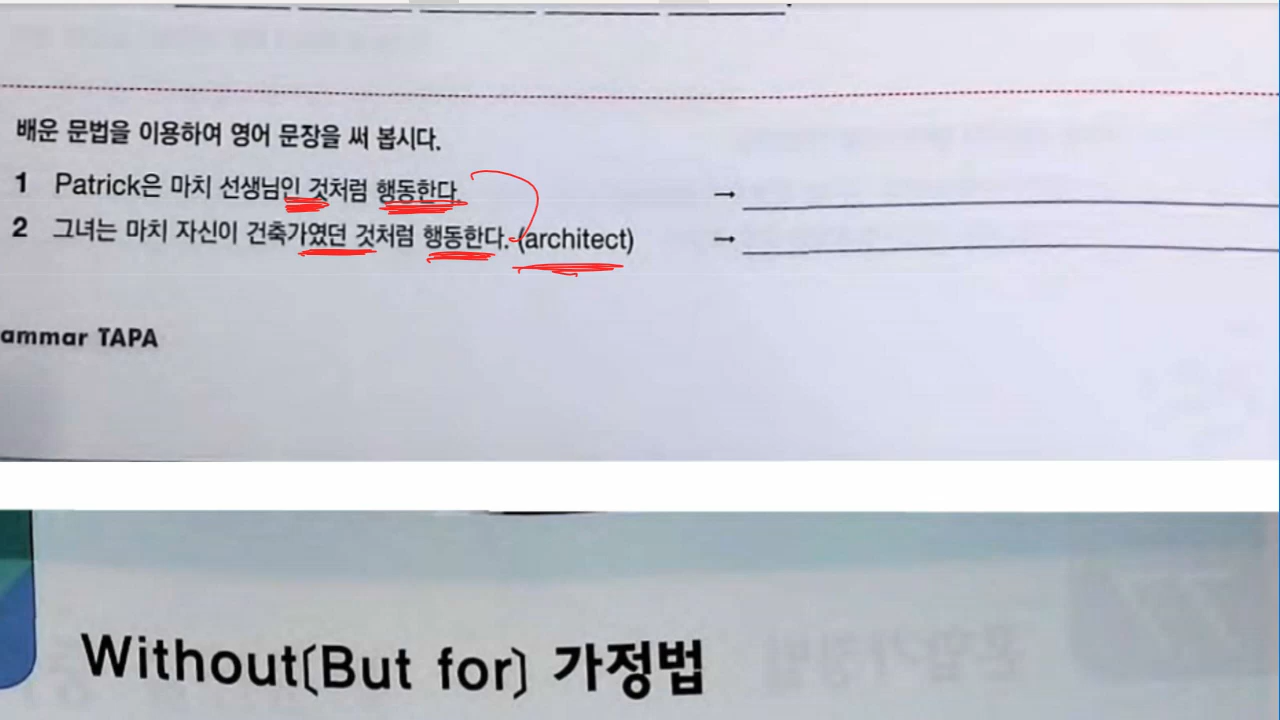 배운 문법을 이용하여 영어 문장을 써 봅시다.
1 Patrick은 마치 선생님인 것처럼 행동한다. →
2 그녀는 마치 자신이 건축가였던 것처럼 행동한다. (architect) →
ammar TAPA
Without(But for) 가정법